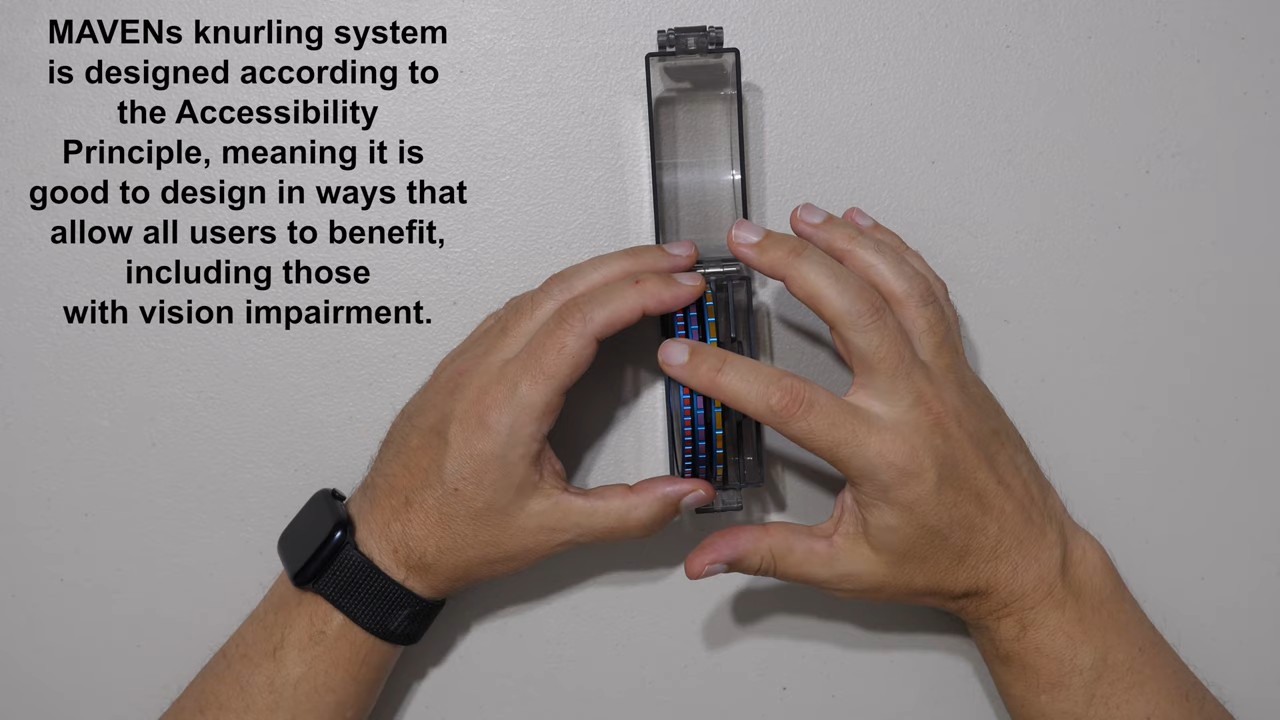 MAVENs knurling system
is designed according to
the Accessibility
Principle, meaning it is
good to design in ways that
allow all users to benefit,
including those
with vision impairment.